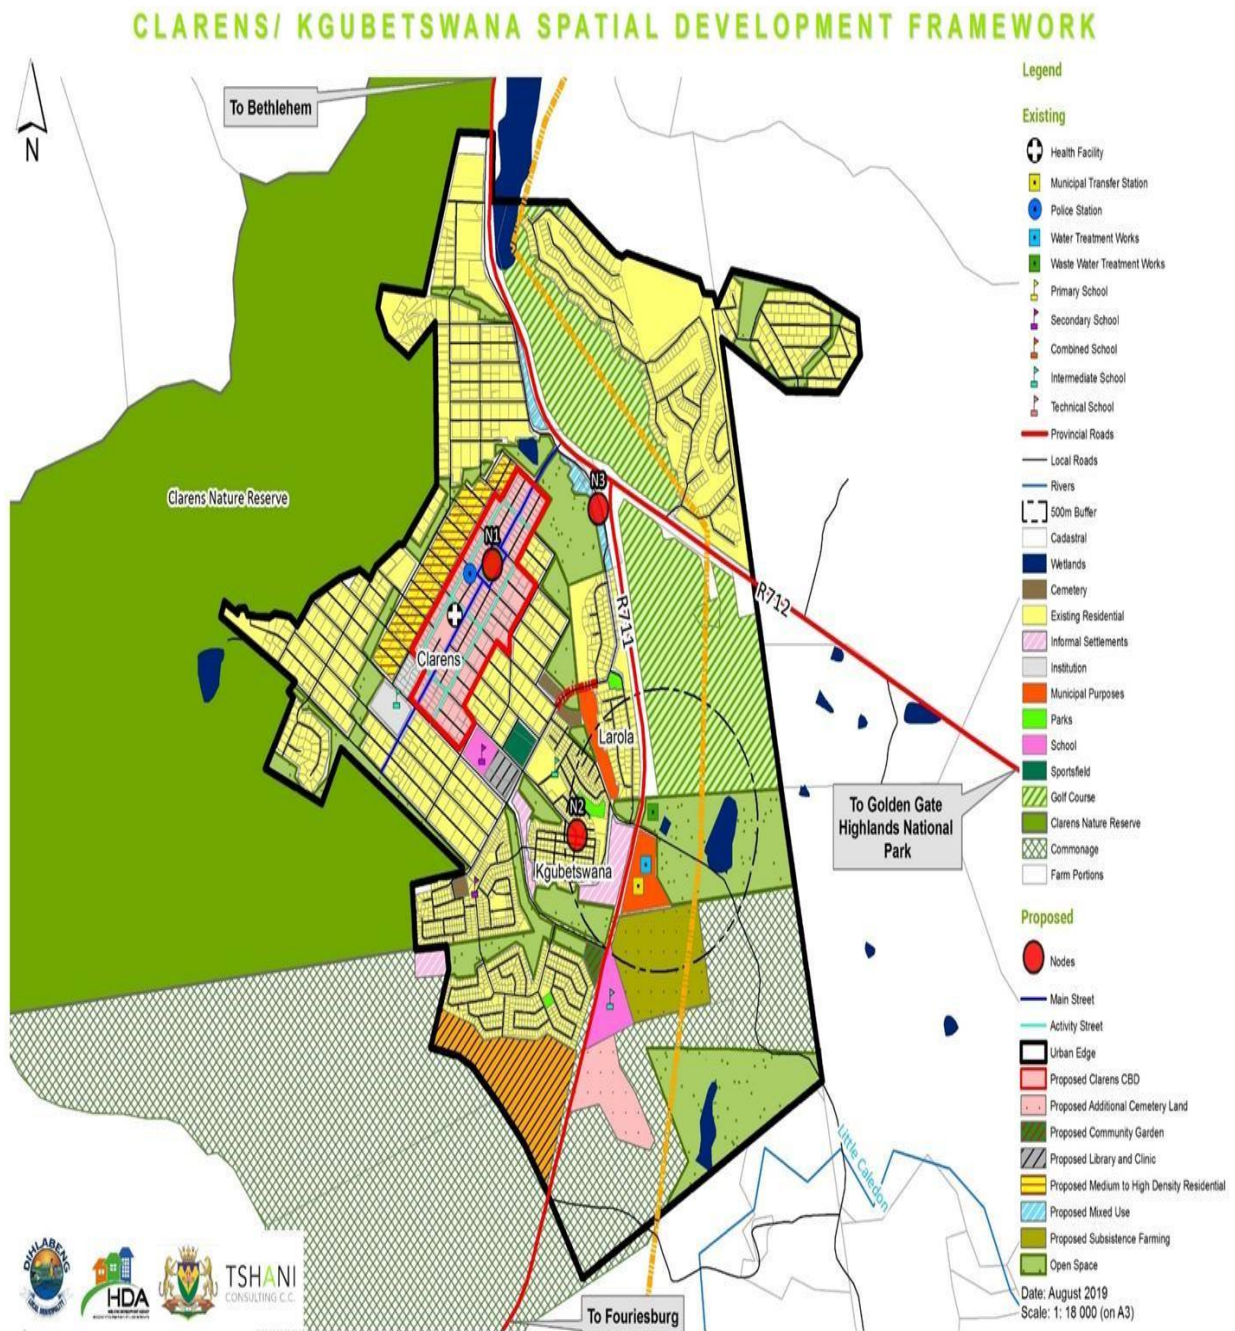 CLARENS/ KGUBETSWANA SPATIAL DEVELOPMENT FRAMEWORK
To Bethlehem
N
Clarens Nature Reserve
N3
N1
R711
R712
Clarens
Larola
N2
Kgubetswana
To Golden Gate
Highlands National
Park
Little Caledon
To Fouriesburg
Legend
Existing
Health Facility
Municipal Transfer Station
Police Station
Water Treatment Works
Waste Water Treatment Works
Primary School
Secondary School
Combined School
Intermediate School
Technical School
Provincial Roads
Local Roads
Rivers
500m Buffer
Cadastral
Wetlands
Cemetery
Existing Residential
Informal Settlements
Institution
Municipal Purposes
Parks
School
Sportsfield
Golf Course
Clarens Nature Reserve
Commonage
Farm Portions
Proposed
Nodes
Main Street
Activity Street
Urban Edge
Proposed Clarens CBD
Proposed Additional Cemetery Land
Proposed Community Garden
Proposed Library and Clinic
Proposed Medium to High Density Residential
Proposed Mixed Use
Proposed Subsistence Farming
Open Space
Date: August 2019
Scale: 1: 18 000 (on A3)
DIHLABENG
LOCAL MUNICIPALITY
HDA
TSHANI
CONSULTING C.C.